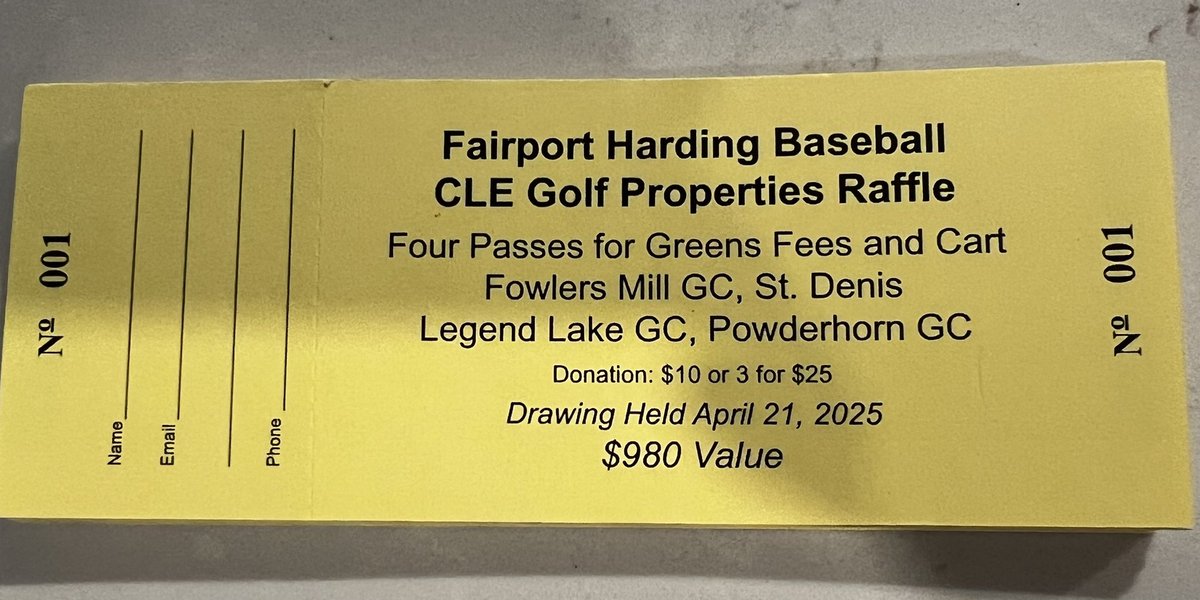 Nº 001
Name
Email
Phone
Fairport Harding Baseball
CLE Golf Properties Raffle
Four Passes for Greens Fees and Cart
Fowlers Mill GC, St. Denis
Legend Lake GC, Powderhorn GC
Donation: $10 or 3 for $25
Drawing Held April 21, 2025
$980 Value
Nº 001